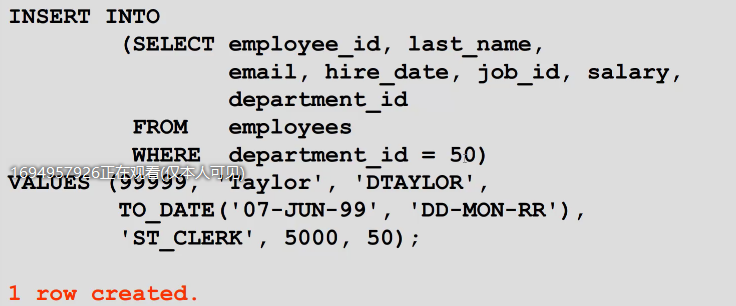 INSERT INTO
(SELECT employee_id, last_name,
email, hire_date, job_id, salary,
department_id
FROM employees
WHERE department_id = 50)
1694957926正在观看(仅本人可见)
VALUES (99999, 'Taylor', 'DTAYLOR',
TO_DATE('07-JUN-99', 'DD-MON-RR'),
'ST_CLERK', 5000, 50);
1 row created.